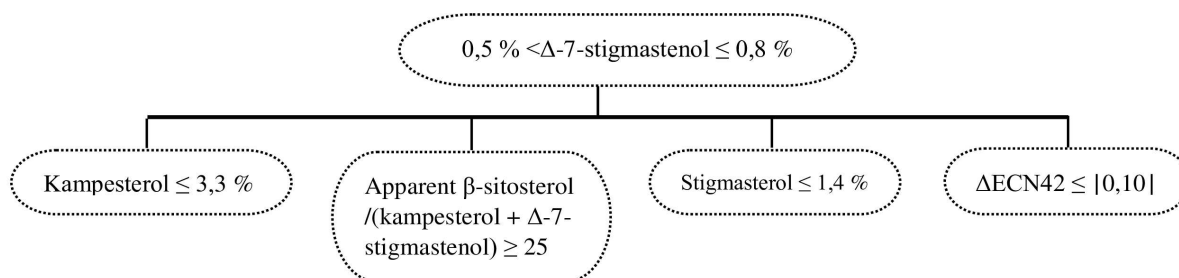 0,5 % <Δ-7-stigmastenol ≤ 0,8 %
Kampesterol ≤ 3,3 %
Apparent β-sitosterol
/(kampesterol + Δ-7-
stigmastenol) ≥ 25
Stigmasterol ≤ 1,4 %
ΔECN42 ≤ |0,10|